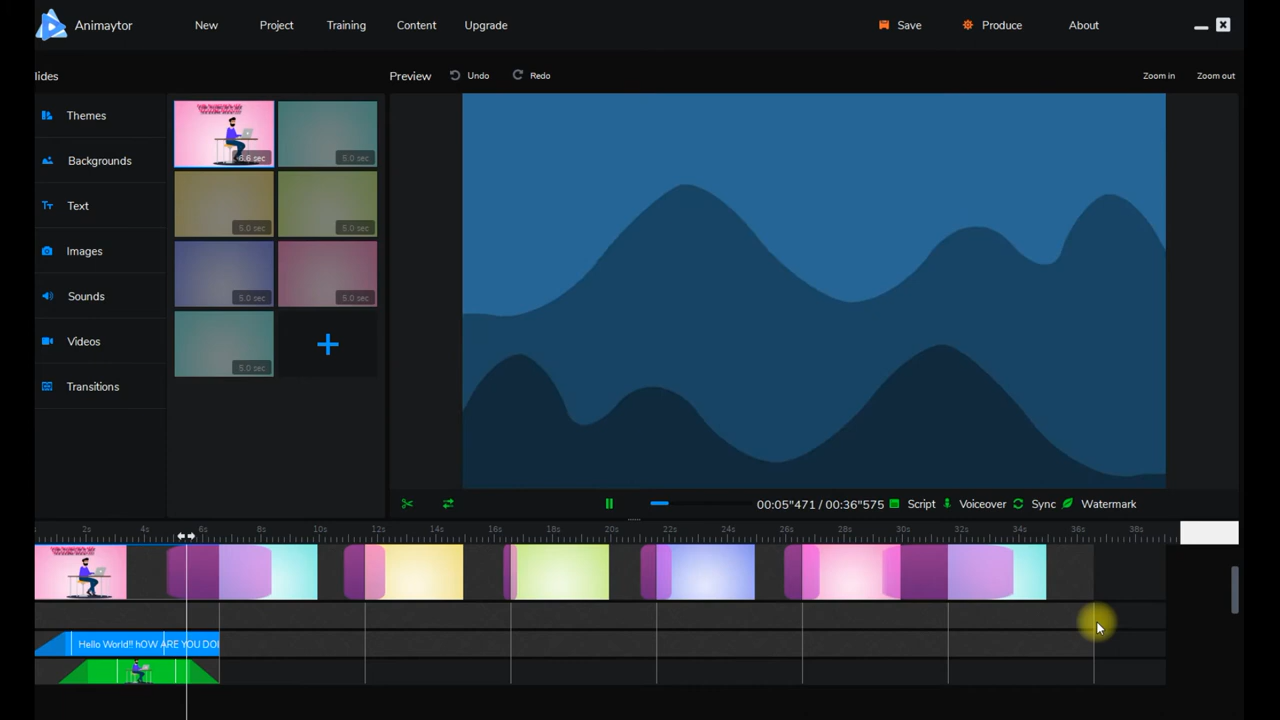 Animaytor
New
Project
Training
Content
Upgrade
Save
Produce
About
lides
Preview
Undo
Redo
Zoom in
Zoom out
Themes
Backgrounds
Text
Images
Sounds
Videos
Transitions
6.6 sec
5.0 sec
5.0 sec
5.0 sec
5.0 sec
5.0 sec
5.0 sec
00:05"471 / 00:36"575
Script
Voiceover
Sync
Watermark
2s 4s 6s 8s 10s 12s 14s 16s 18s 20s 22s 24s 26s 28s 30s 32s 34s 36s 38s
Hello World!! hOW ARE YOU DOI